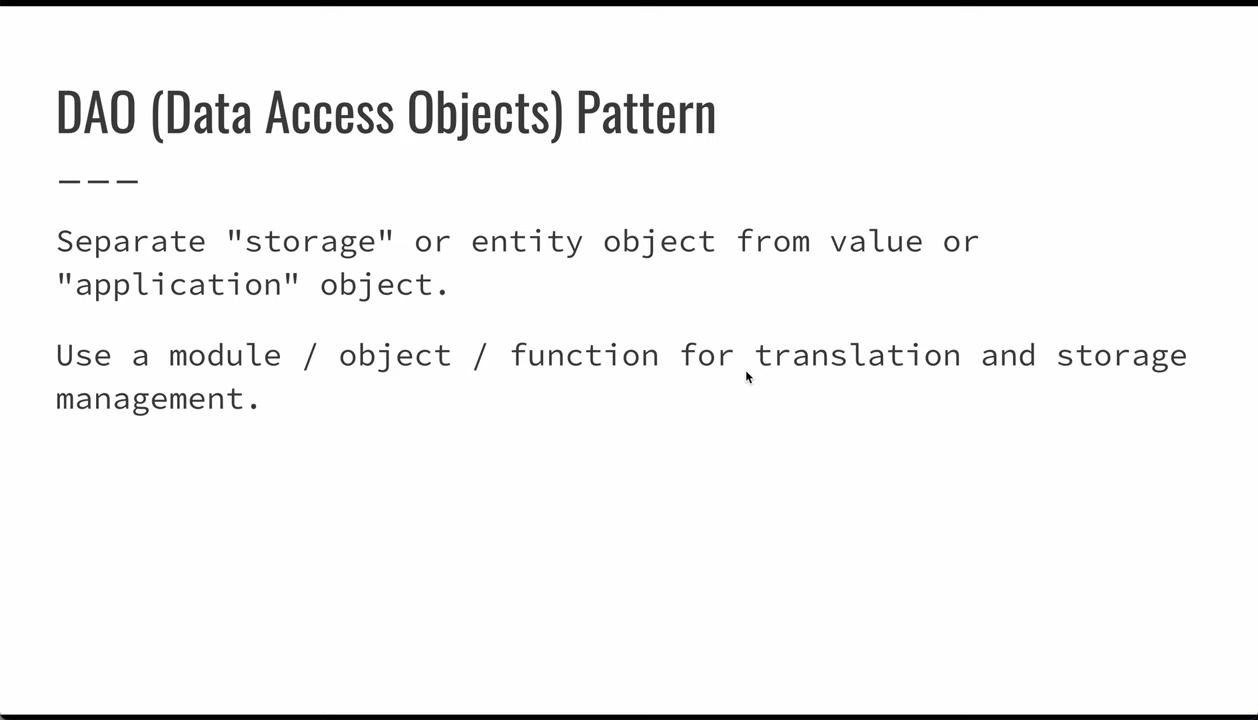 DAO (Data Access Objects) Pattern
———
Separate "storage" or entity object from value or
"application" object.
Use a module / object / function for translation and storage
management.